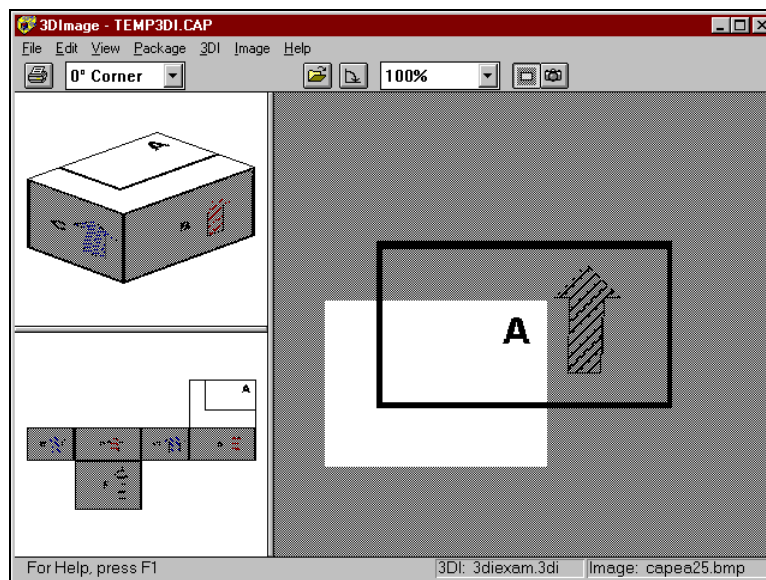 3DImage - TEMP3DI.CAP
File Edit View Package 3DI Image Help
0° Corner 100%
A
A
A
For Help, press F1 3DI: 3diexam.3di Image: capea25.bmp